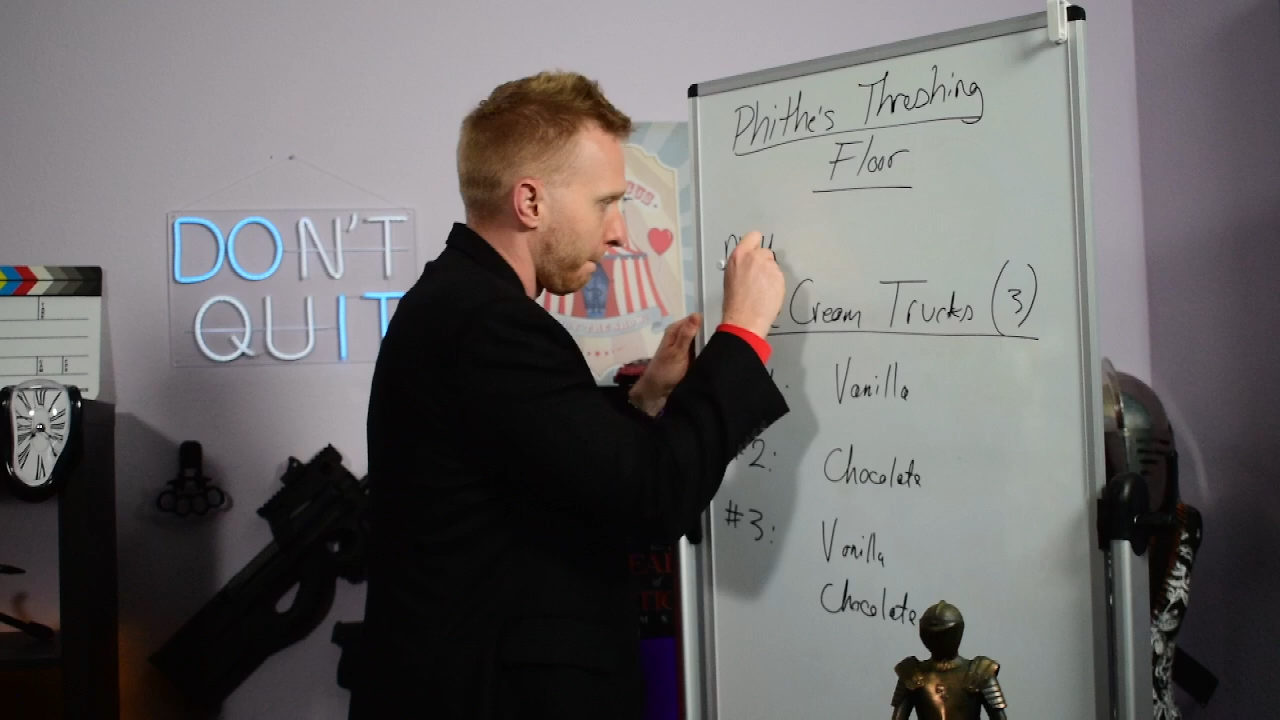 DON'T
QUIT
Phithe's Threshing
Floor
Cream Trucks (3)
Vanilla
2: Chocolate
#3: Vanilla
Chocolate